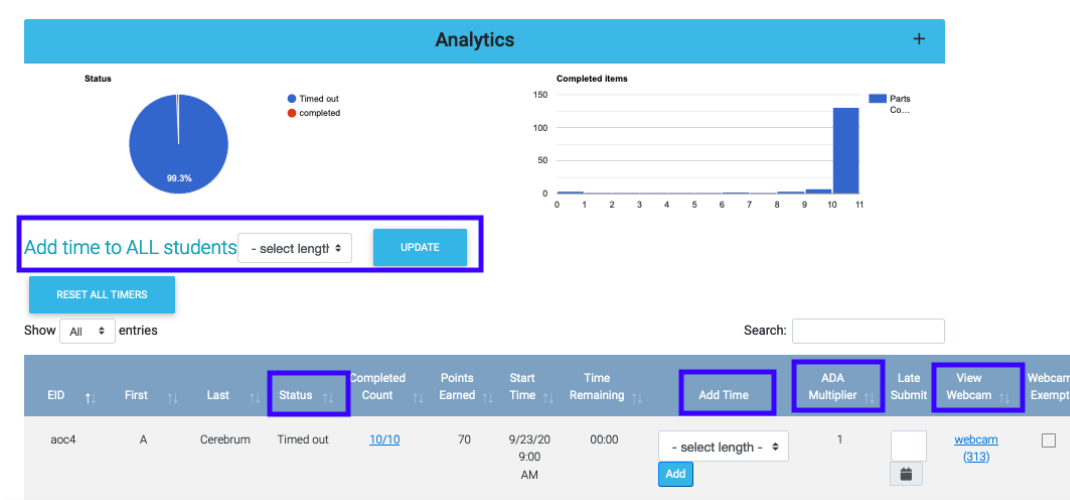 Analytics +
Status
Timed out
completed
99.3%
Completed items
150
100
50
0
0 1 2 3 4 5 6 7 8 9 10 11
Parts
Co...
Add time to ALL students - select length UPDATE
RESET ALL TIMERS
Show All entries Search:
EID First Last Status Completed Count Points Earned Start Time Time Remaining Add Time ADA Multiplier Late Submit View Webcam Webcam Exempt
aoc4 A Cerebrum Timed out 10/10 70 9/23/20 00:00 - select length - 1 webcam
9:00 (313)
AM Add